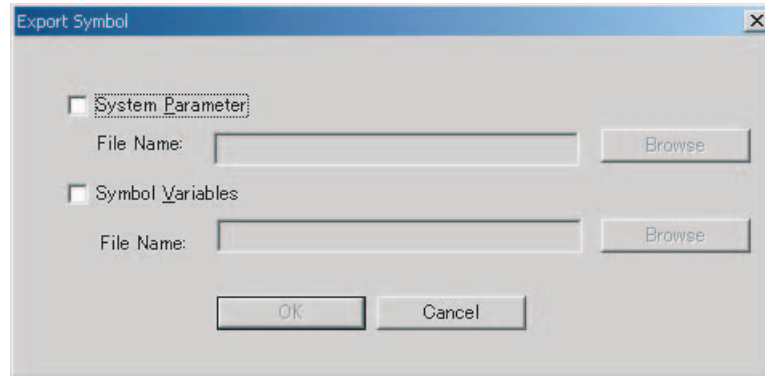 Export Symbol
System Parameter
File Name:
Browse
Symbol Variables
File Name:
Browse
OK
Cancel